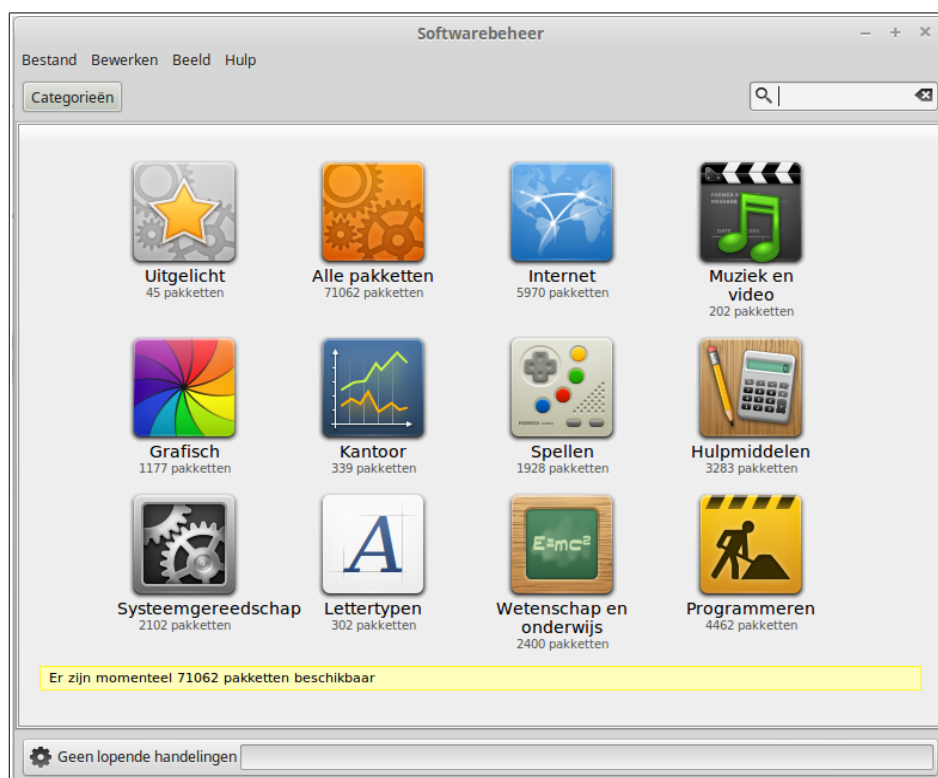 Softwarebeheer
Bestand Bewerken Beeld Hulp
Categorieën
Uitgelicht
45 pakketten
Alle pakketten
71062 pakketten
Internet
5970 pakketten
Muziek en
video
202 pakketten
Grafisch
1177 pakketten
Kantoor
339 pakketten
Spellen
1928 pakketten
Hulpmiddelen
3283 pakketten
Systeemgereedschap
2102 pakketten
A
Lettertypen
302 pakketten
E=mc²
Wetenschap en
onderwijs
2400 pakketten
Programmeren
4462 pakketten
Er zijn momenteel 71062 pakketten beschikbaar
Geen lopende handelingen